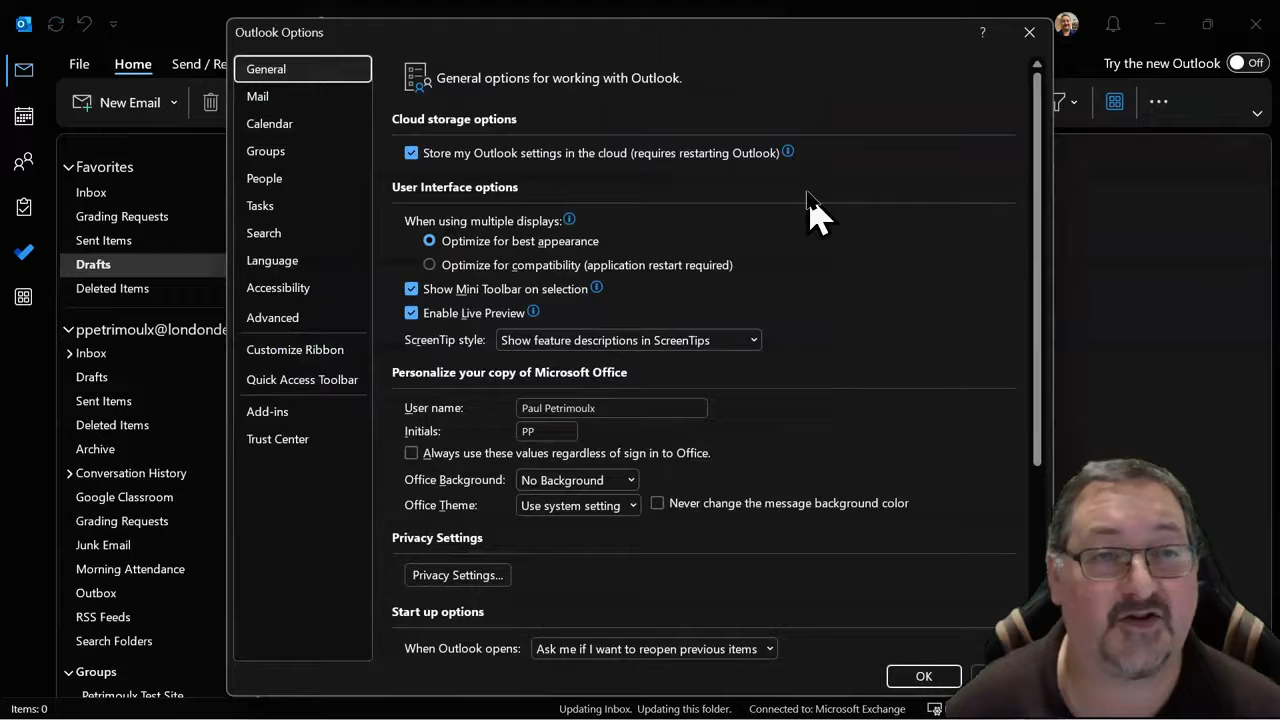 Outlook Options
?
File
Home
Send / Re
Try the new Outlook
Off
New Email
Favorites
Inbox
Grading Requests
Sent Items
Drafts
Deleted Items
ppetrimoulx@londonde
Inbox
Drafts
Sent Items
Deleted Items
Archive
Conversation History
Google Classroom
Grading Requests
Junk Email
Morning Attendance
Outbox
RSS Feeds
Search Folders
Groups
Petrimoulx Test Site
General
Mail
Calendar
Groups
People
Tasks
Search
Language
Accessibility
Advanced
Customize Ribbon
Quick Access Toolbar
Add-ins
Trust Center
General options for working with Outlook.
Cloud storage options
Store my Outlook settings in the cloud (requires restarting Outlook)
User Interface options
When using multiple displays:
Optimize for best appearance
Optimize for compatibility (application restart required)
Show Mini Toolbar on selection
Enable Live Preview
ScreenTip style: Show feature descriptions in ScreenTips
Personalize your copy of Microsoft Office
User name: Paul Petrimoulx
Initials: PP
Always use these values regardless of sign in to Office.
Office Background: No Background
Office Theme: Use system setting Never change the message background color
Privacy Settings
Privacy Settings...
Start up options
When Outlook opens: Ask me if I want to reopen previous items
OK
Items: 0
Updating Inbox. Updating this folder. Connected to: Microsoft Exchange